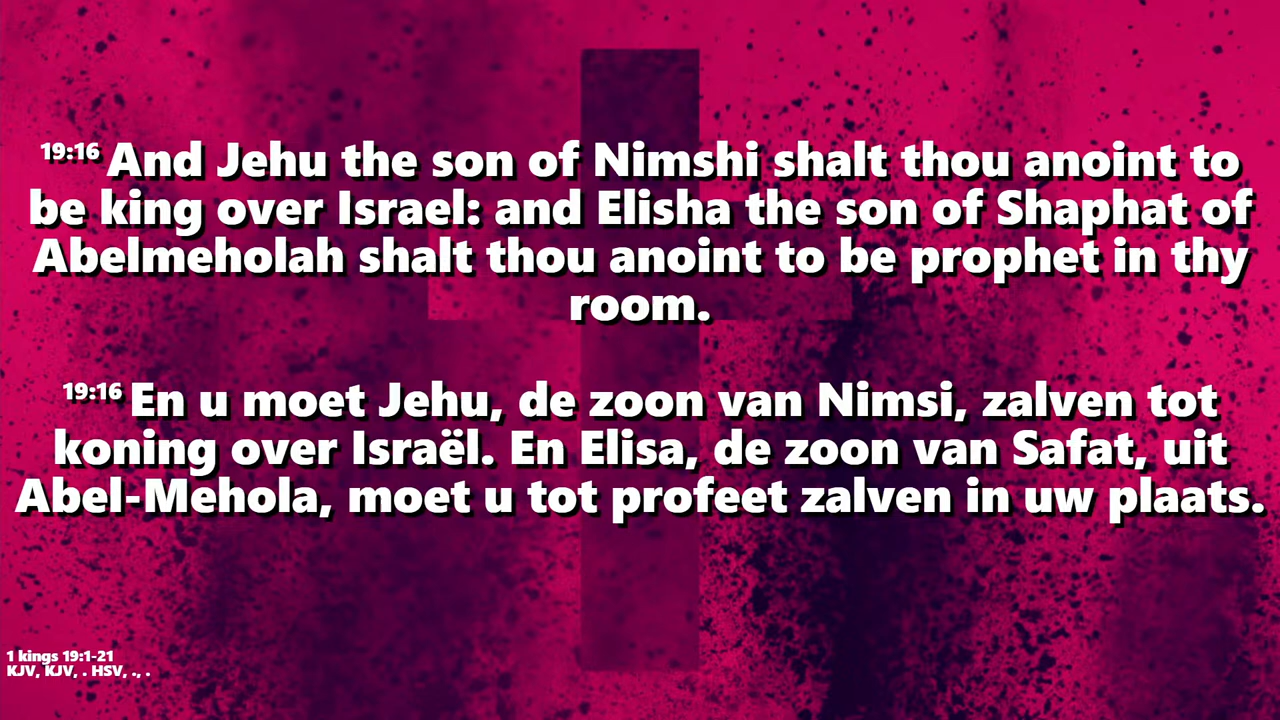 19:16 And Jehu the son of Nimshi shalt thou anoint to
be king over Israel: and Elisha the son of Shaphat of
Abelmeholah shalt thou anoint to be prophet in thy
room.
19:16 En u moet Jehu, de zoon van Nimsi, zalven tot
koning over Israël. En Elisa, de zoon van Safat, uit
Abel-Mehola, moet u tot profeet zalven in uw plaats.
1 kings 19:1-21
KJV, KJV, . HSV, ., .